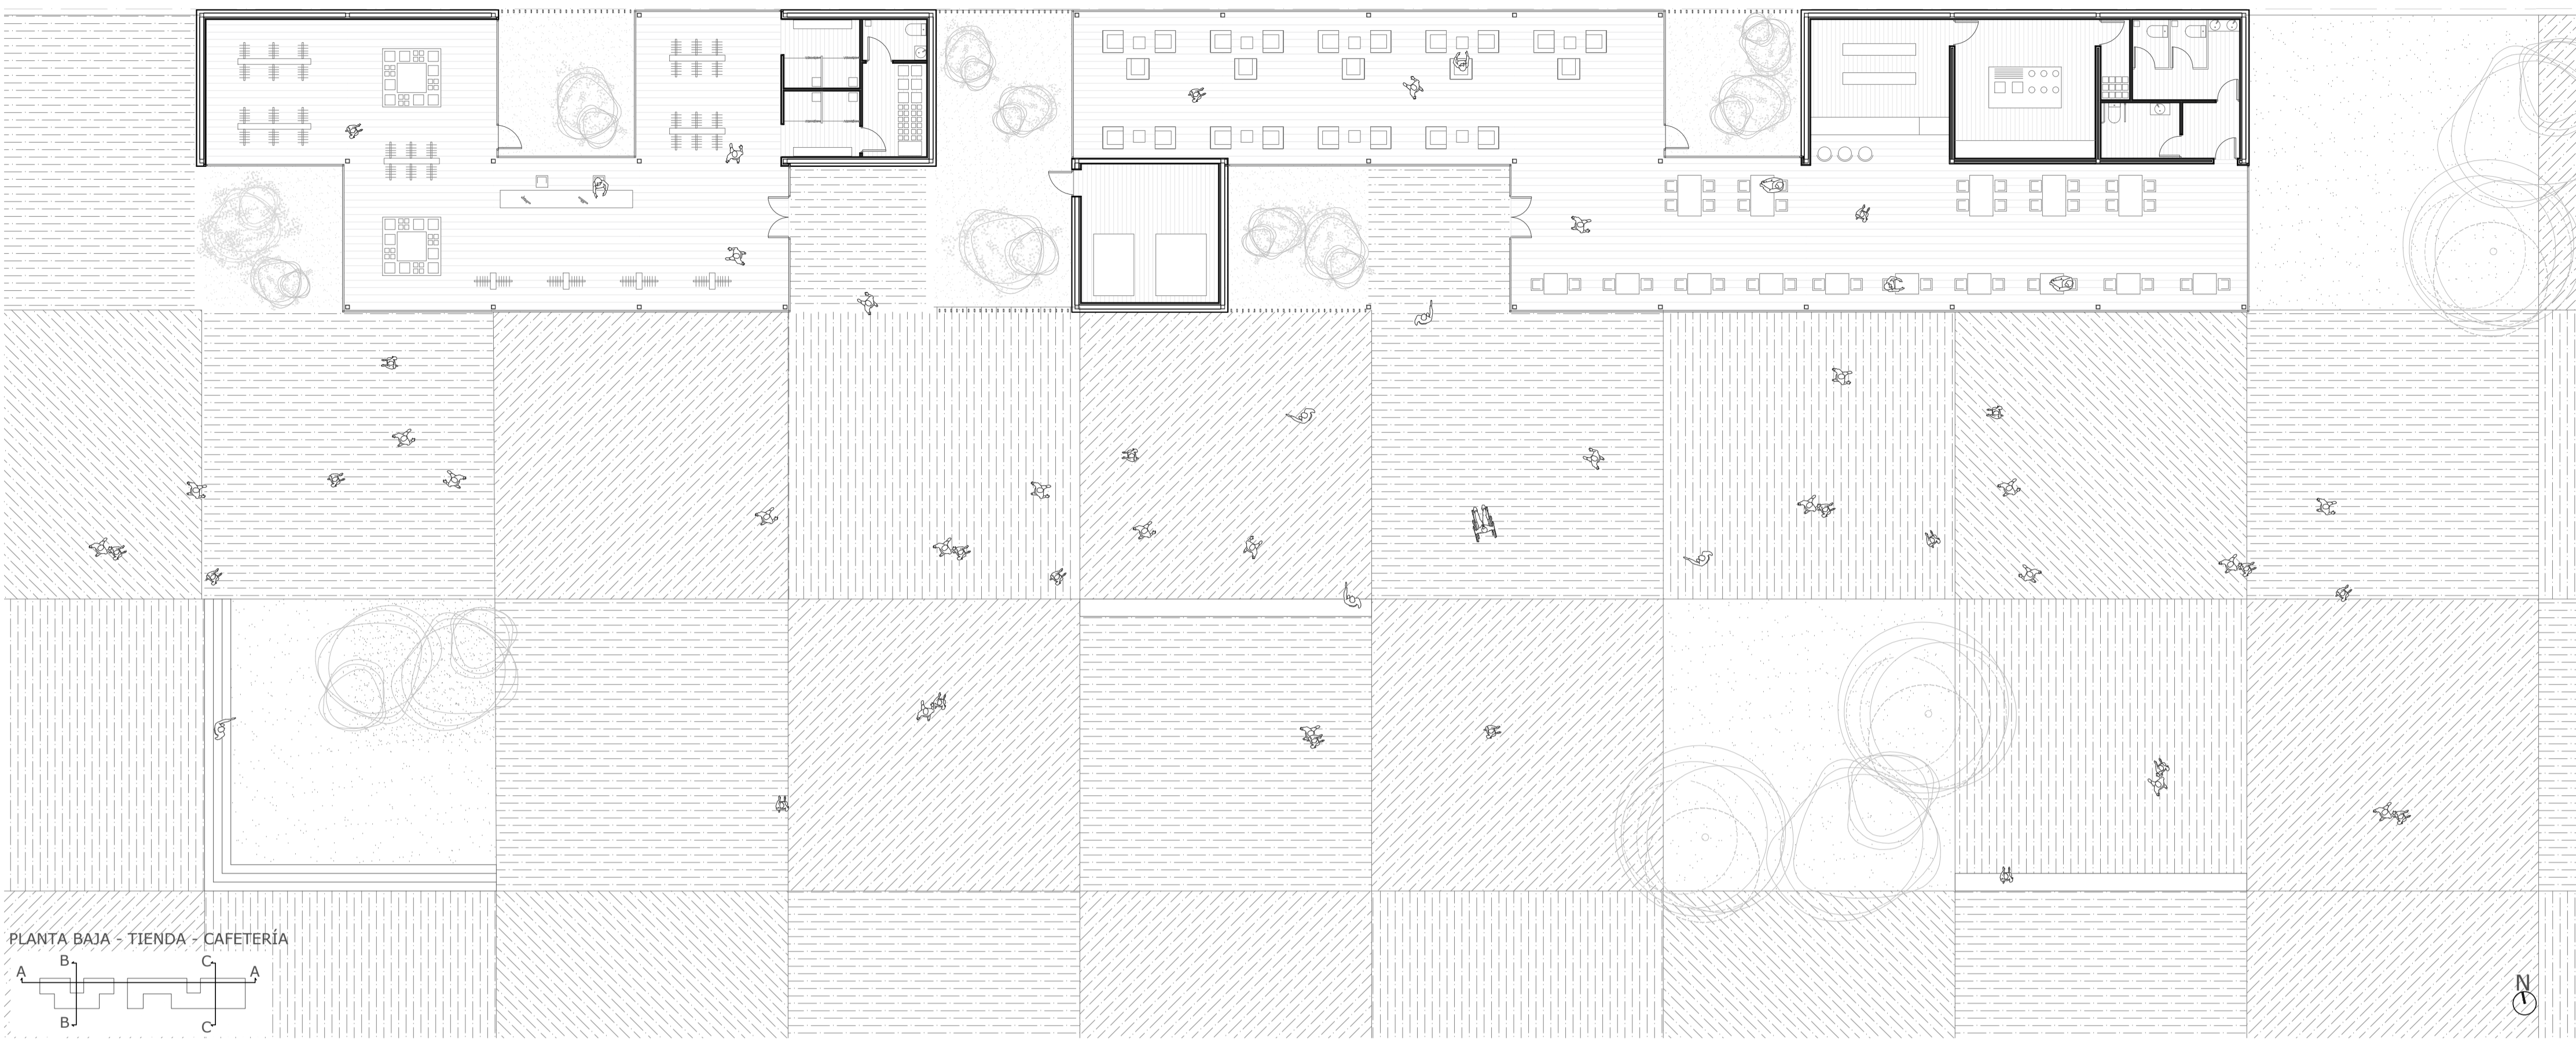 PLANTA BAJA - TIENDA - CAFETERÍA
B C
A A
B C
N